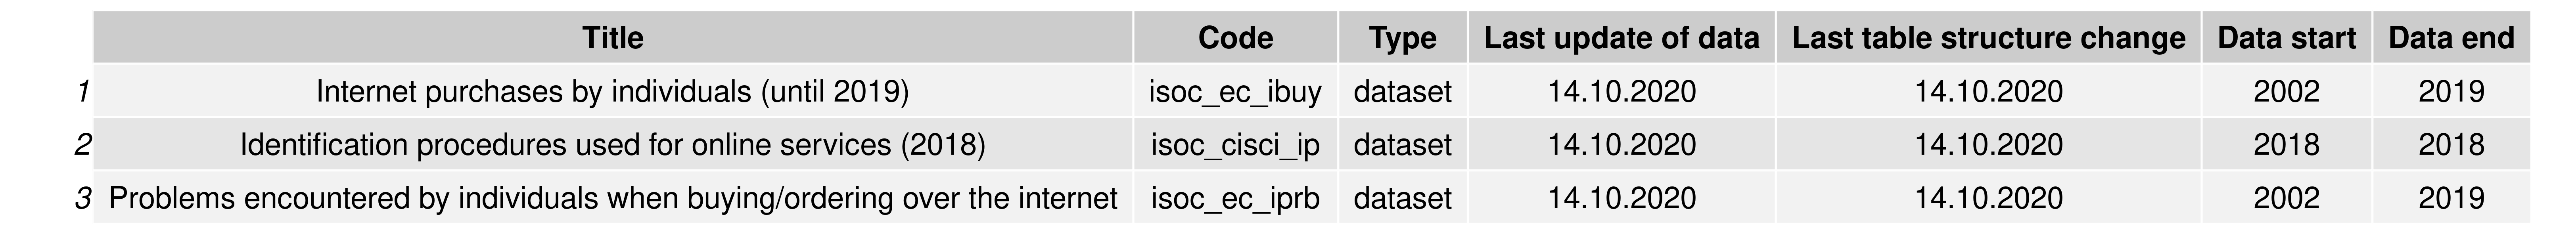 Title Code Type Last update of data Last table structure change Data start Data end
1 Internet purchases by individuals (until 2019) isoc_ec_ibuy dataset 14.10.2020 14.10.2020 2002 2019
2 Identification procedures used for online services (2018) isoc_cisci_ip dataset 14.10.2020 14.10.2020 2018 2018
3 Problems encountered by individuals when buying/ordering over the internet isoc_ec_iprb dataset 14.10.2020 14.10.2020 2002 2019